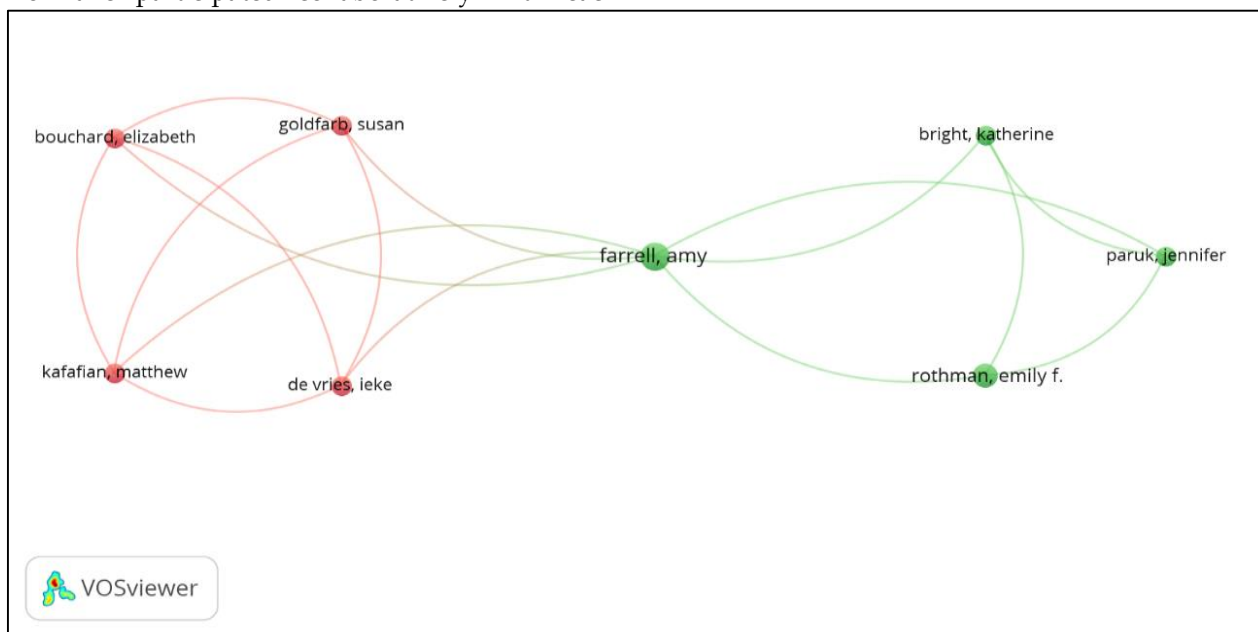 goldfarb, susan
bouchard, elizabeth
bright, katherine
farrell, amy
paruk, jennifer
kafafian, matthew
de vries, ieke
rothman, emily f.
VOSviewer